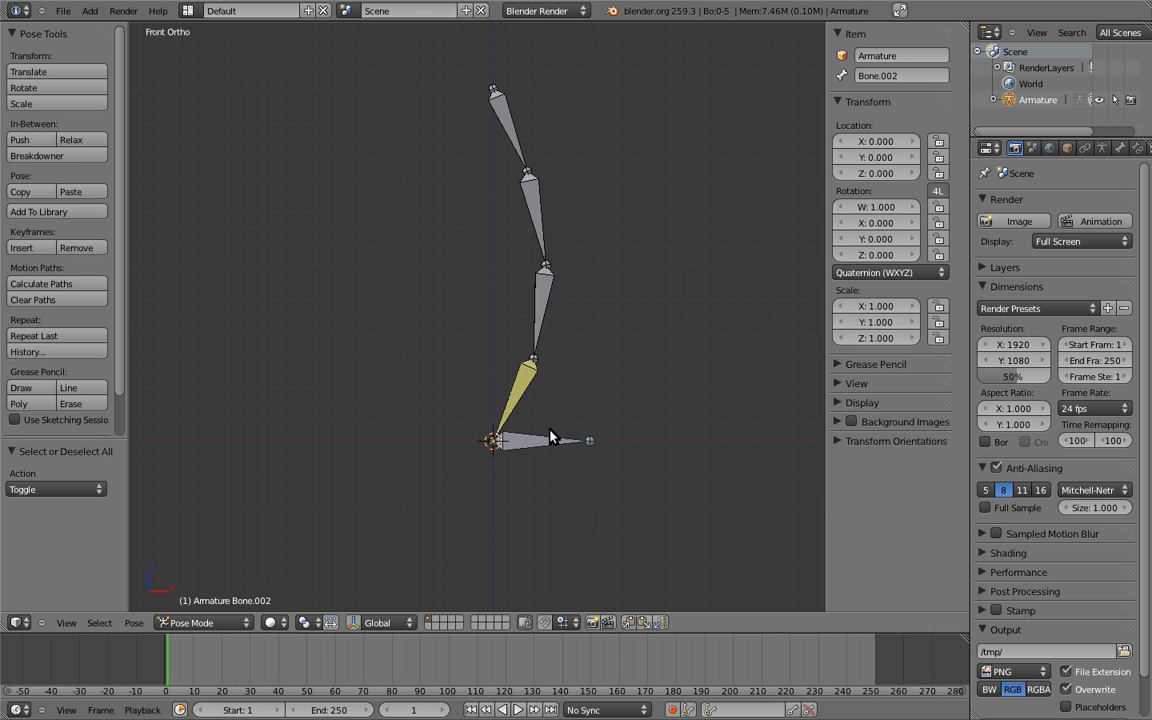 File Add Render Help Default Scene Blender Render blender.org 259.3 | Bo:0-5 | Mem:7.46M (0.10M) | Armature
Pose Tools
Transform:
Translate
Rotate
Scale
In-Between:
Push Relax
Breakdowner
Pose:
Copy Paste
Add To Library
Keyframes:
Insert Remove
Motion Paths:
Calculate Paths
Clear Paths
Repeat:
Repeat Last
History...
Grease Pencil:
Draw Line
Poly Erase
Use Sketching Sessio
Select or Deselect All
Action
Toggle
Front Ortho
(1) Armature Bone.002
View Select Pose Pose Mode Global
Item
Armature
Bone.002
Transform
Location:
X: 0.000
Y: 0.000
Z: 0.000
Rotation: 4L
W: 1.000
X: 0.000
Y: 0.000
Z: 0.000
Quaternion (WXYZ)
Scale:
X: 1.000
Y: 1.000
Z: 1.000
Grease Pencil
View
Display
Background Images
Transform Orientations
View Search All Scenes
Scene
RenderLayers
World
Armature
Scene
Render
Image Animation
Display: Full Screen
Layers
Dimensions
Render Presets
Resolution: Frame Range:
X: 1920 Start Fram: 1
Y: 1080 End Fra: 250
50% Frame Ste: 1
Aspect Ratio: Frame Rate:
X: 1.000 24 fps
Y: 1.000 Time Remapping:
Bor Cro 100 100
Anti-Aliasing
5 8 11 16 Mitchell-Netr
Full Sample Size: 1.000
Sampled Motion Blur
Shading
Performance
Post Processing
Stamp
Output
/tmp/
PNG File Extension
BW RGB RGBA Overwrite
Placeholders
-50 -40 -30 -20 -10 0 10 20 30 40 50 60 70 80 90 100 110 120 130 140 150 160 170 180 190 200 210 220 230 240 250 260 270 280
View Frame Playback Start: 1 End: 250 1 No Sync